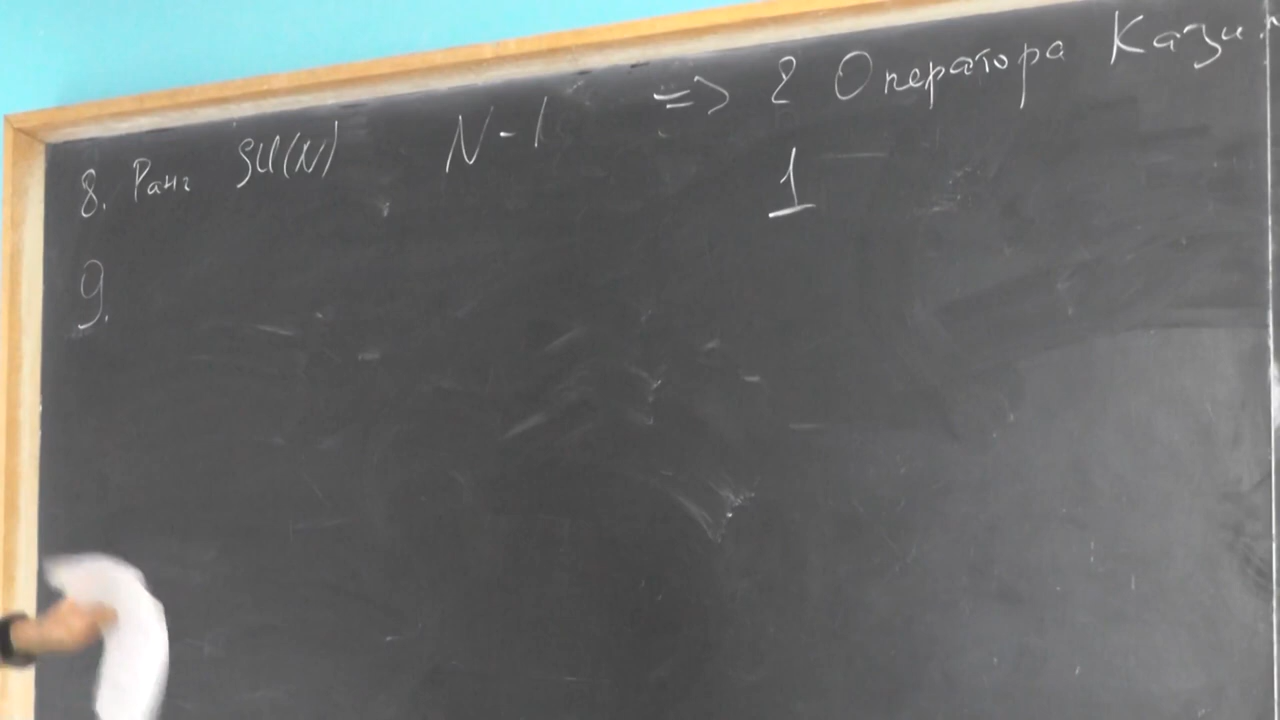 8. Ранг SU(N) N-1 => 2 Оператора Кази
1
9.